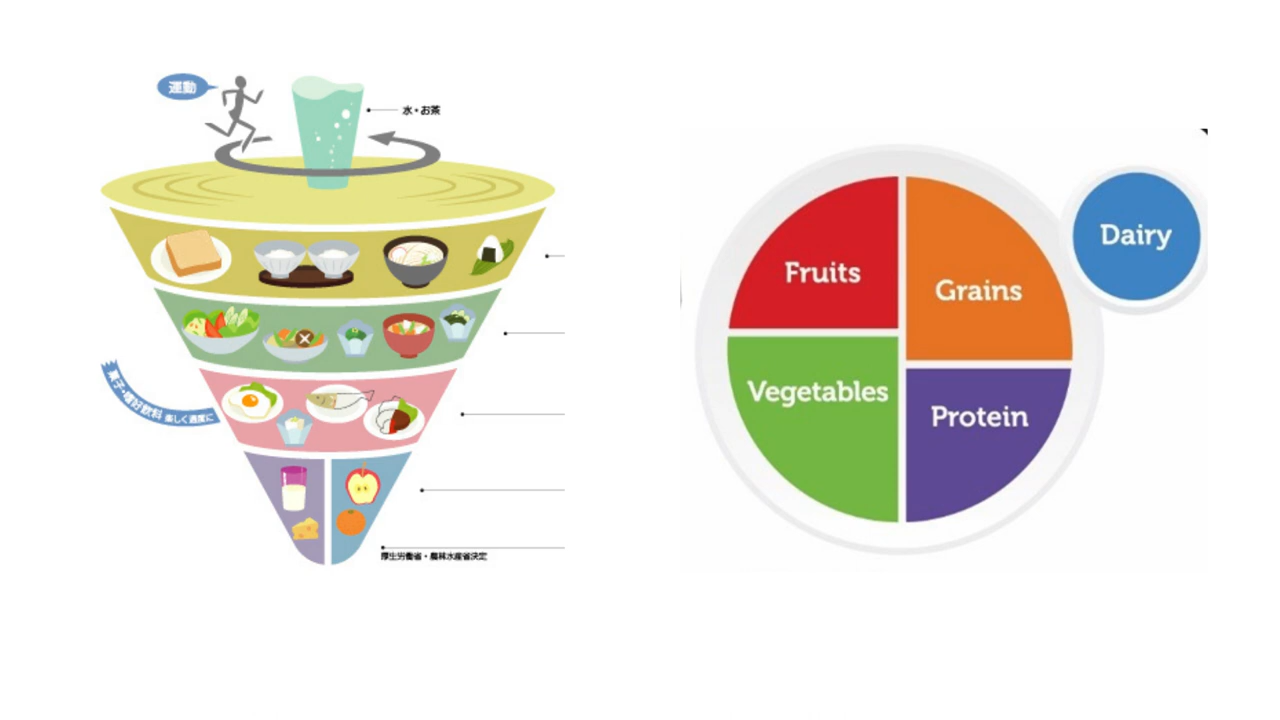 運動
水・お茶
菓子・嗜好飲料 楽しく適度に
厚生労働省・農林水産省決定
Fruits
Grains
Dairy
Vegetables
Protein